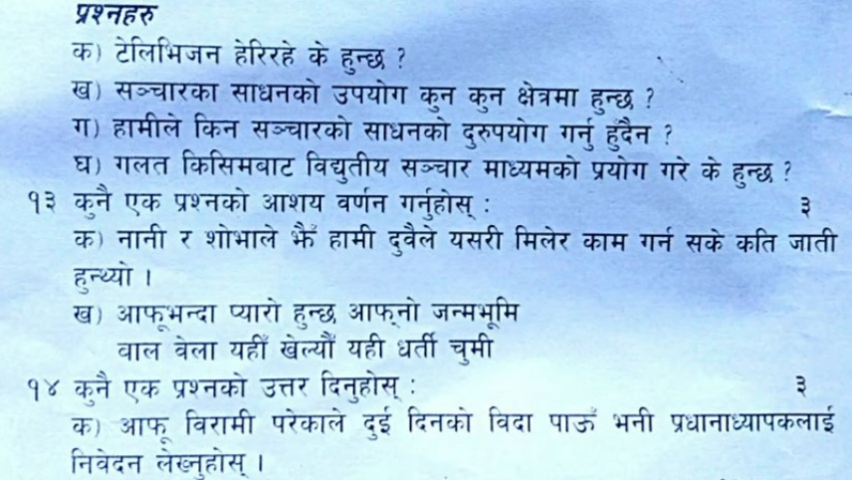 प्रश्नहरु
क) टेलिभिजन हेरिरहे के हुन्छ ?
ख) सञ्चारका साधनको उपयोग कुन कुन क्षेत्रमा हुन्छ ?
ग) हामीले किन सञ्चारको साधनको दुरुपयोग गर्नु हुँदैन ?
घ) गलत किसिमबाट विद्युतीय सञ्चार माध्यमको प्रयोग गरे के हुन्छ ?
१३ कुनै एक प्रश्नको आशय वर्णन गर्नुहोस् : ३
क) नानी र शोभाले झैँ हामी दुवैले यसरी मिलेर काम गर्न सके कति जाती
हुन्थ्यो ।
ख) आफूभन्दा प्यारो हुन्छ आफ्नो जन्मभूमि
वाल वेला यहीँ खेल्यौँ यही धर्ती चुमी
१४ कुनै एक प्रश्नको उत्तर दिनुहोस् : ३
क) आफू विरामी परेकाले दुई दिनको विदा पाऊँ भनी प्रधानाध्यापकलाई
निवेदन लेख्नुहोस् ।